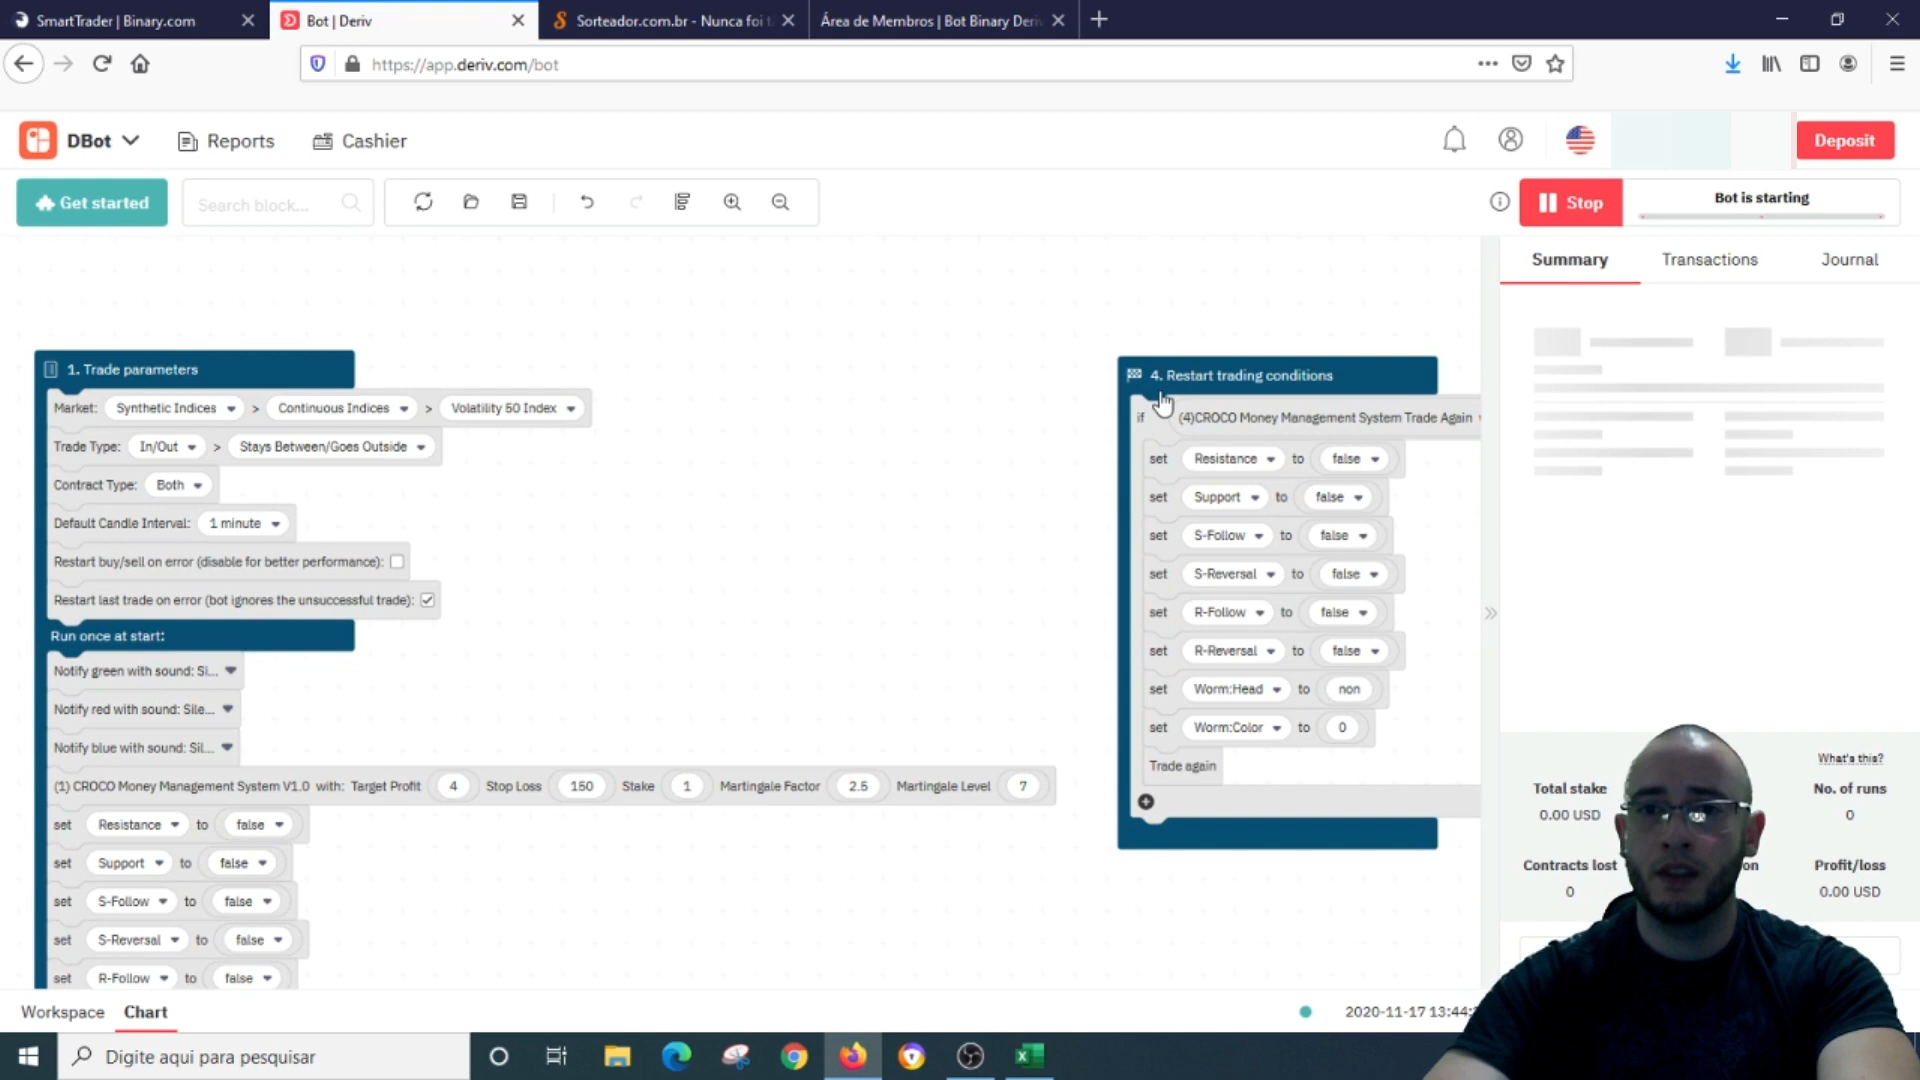 SmartTrader | Binary.com
Bot | Deriv
Sorteador.com.br - Nunca foi t
Área de Membros | Bot Binary Deriv
https://app.deriv.com/bot
DBot
Reports
Cashier
Deposit
Get started
Search block...
Stop
Bot is starting
Summary
Transactions
Journal
1. Trade parameters
Market: Synthetic Indices > Continuous Indices > Volatility 50 Index
Trade Type: In/Out > Stays Between/Goes Outside
Contract Type: Both
Default Candle Interval: 1 minute
Restart buy/sell on error (disable for better performance):
Restart last trade on error (bot ignores the unsuccessful trade):
Run once at start:
Notify green with sound: Si...
Notify red with sound: Sile...
Notify blue with sound: Sil...
(1) CROCO Money Management System V1.0 with: Target Profit 4 Stop Loss 150 Stake 1 Martingale Factor 2.5 Martingale Level 7
set Resistance to false
set Support to false
set S-Follow to false
set S-Reversal to false
set R-Follow to false
4. Restart trading conditions
if (4)CROCO Money Management System Trade Again
set Resistance to false
set Support to false
set S-Follow to false
set S-Reversal to false
set R-Follow to false
set R-Reversal to false
set Worm:Head to non
set Worm:Color to 0
Trade again
What's this?
Total stake
0.00 USD
No. of runs
0
Contracts lost
0
on
Profit/loss
0.00 USD
Workspace
Chart
2020-11-17 13:44:
Digite aqui para pesquisar